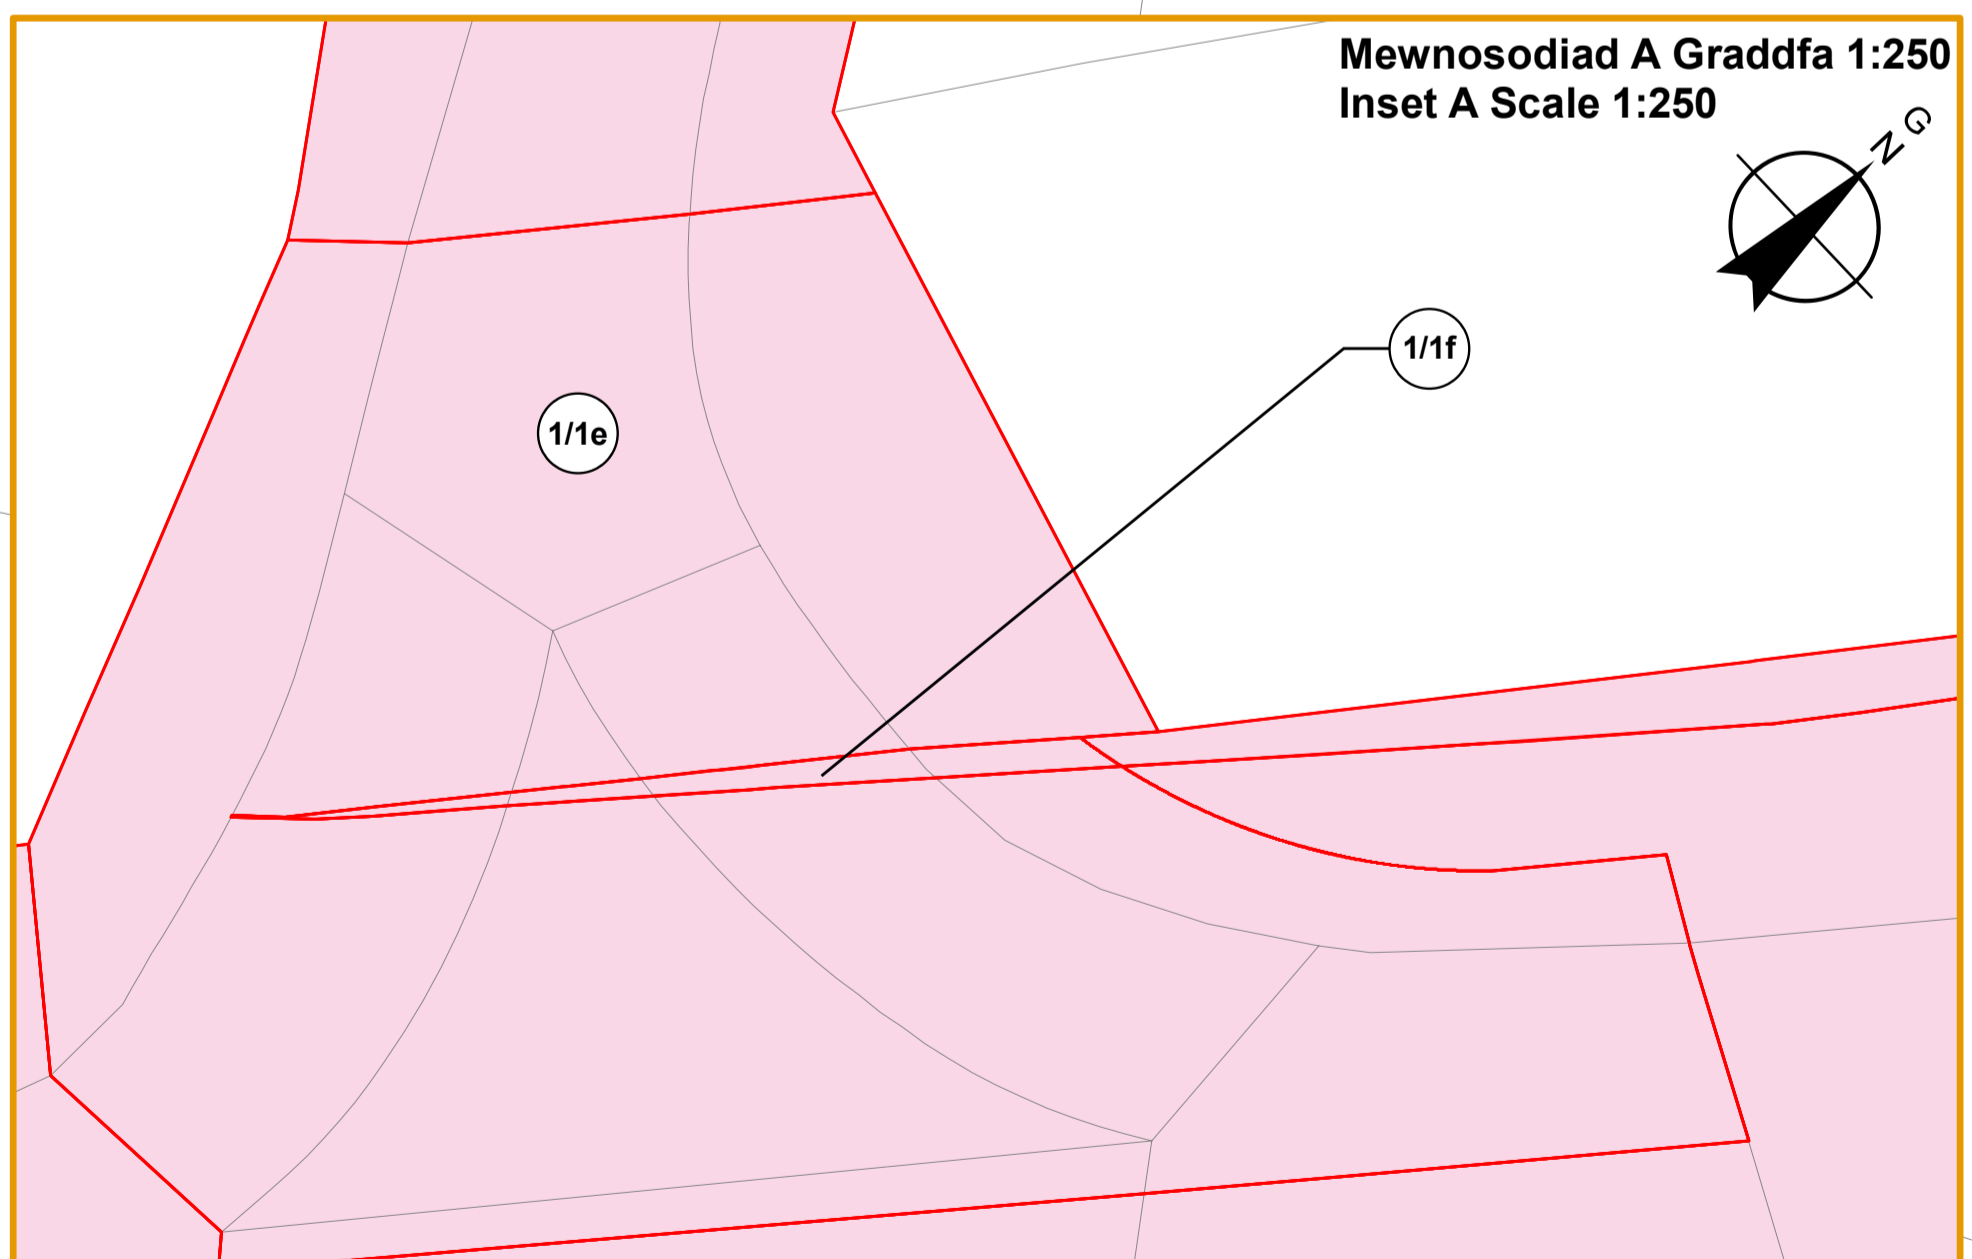 Mewnosodiad A Graddfa 1:250
Inset A Scale 1:250
G
N
1/1f
1/1e